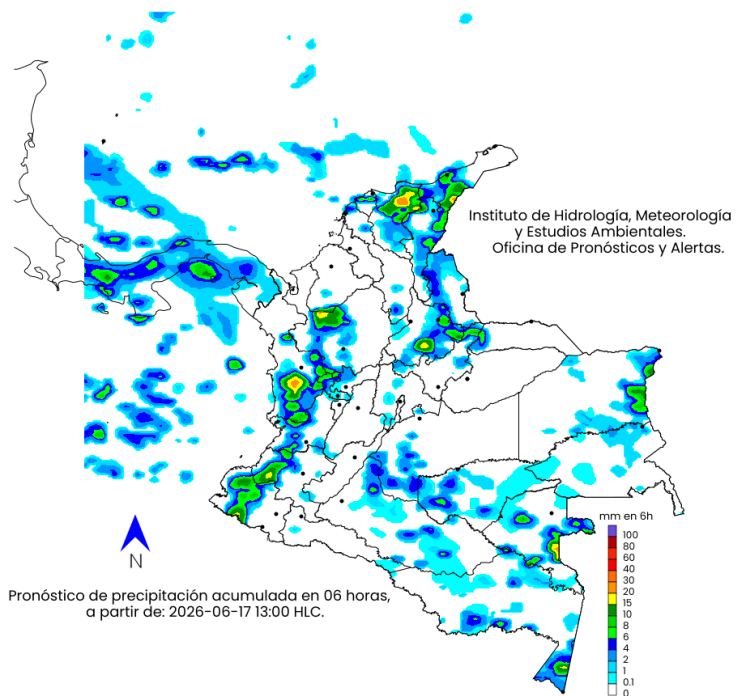 Instituto de Hidrología, Meteorología
y Estudios Ambientales.
Oficina de Pronósticos y Alertas.
mm en 6h
100
80
60
40
30
20
15
10
8
6
4
2
1
0.1
0
N
Pronóstico de precipitación acumulada en 06 horas,
a partir de: 2026-06-17 13:00 HLC.